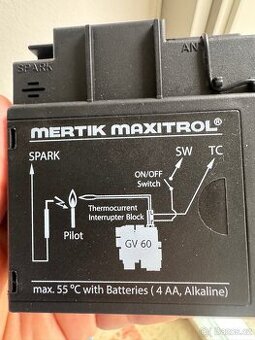 SPARK
AN
MERTIK MAXITROL®
SPARK
ON/OFF
Switch
SW
TC
Thermocurrent
Interrupter Block
Pilot
GV 60
max. 55 °C with Batteries ( 4 AA, Alkaline)